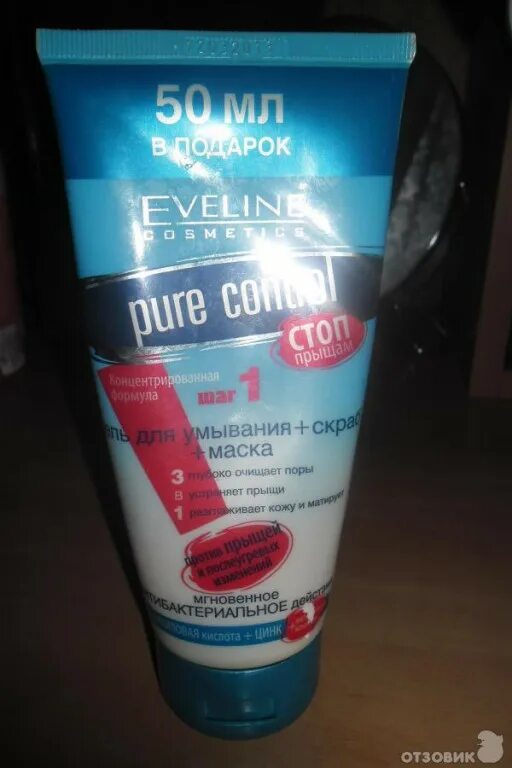 50 мл
В ПОДАРОК
EVELINE
COSMETICS
pure control
СТОП
прыщам
Концентрированная
формула
шаг 1
ель для умывания+скраб
+маска
3 глубоко очищает поры
В устраняет прыщи
1 разглаживает кожу и матирует
против прыщей
и послеугревых
изменений
мгновенное
АНТИБАКТЕРИАЛЬНОЕ действие
кислота + ЦИНК
ОТЗОВИК